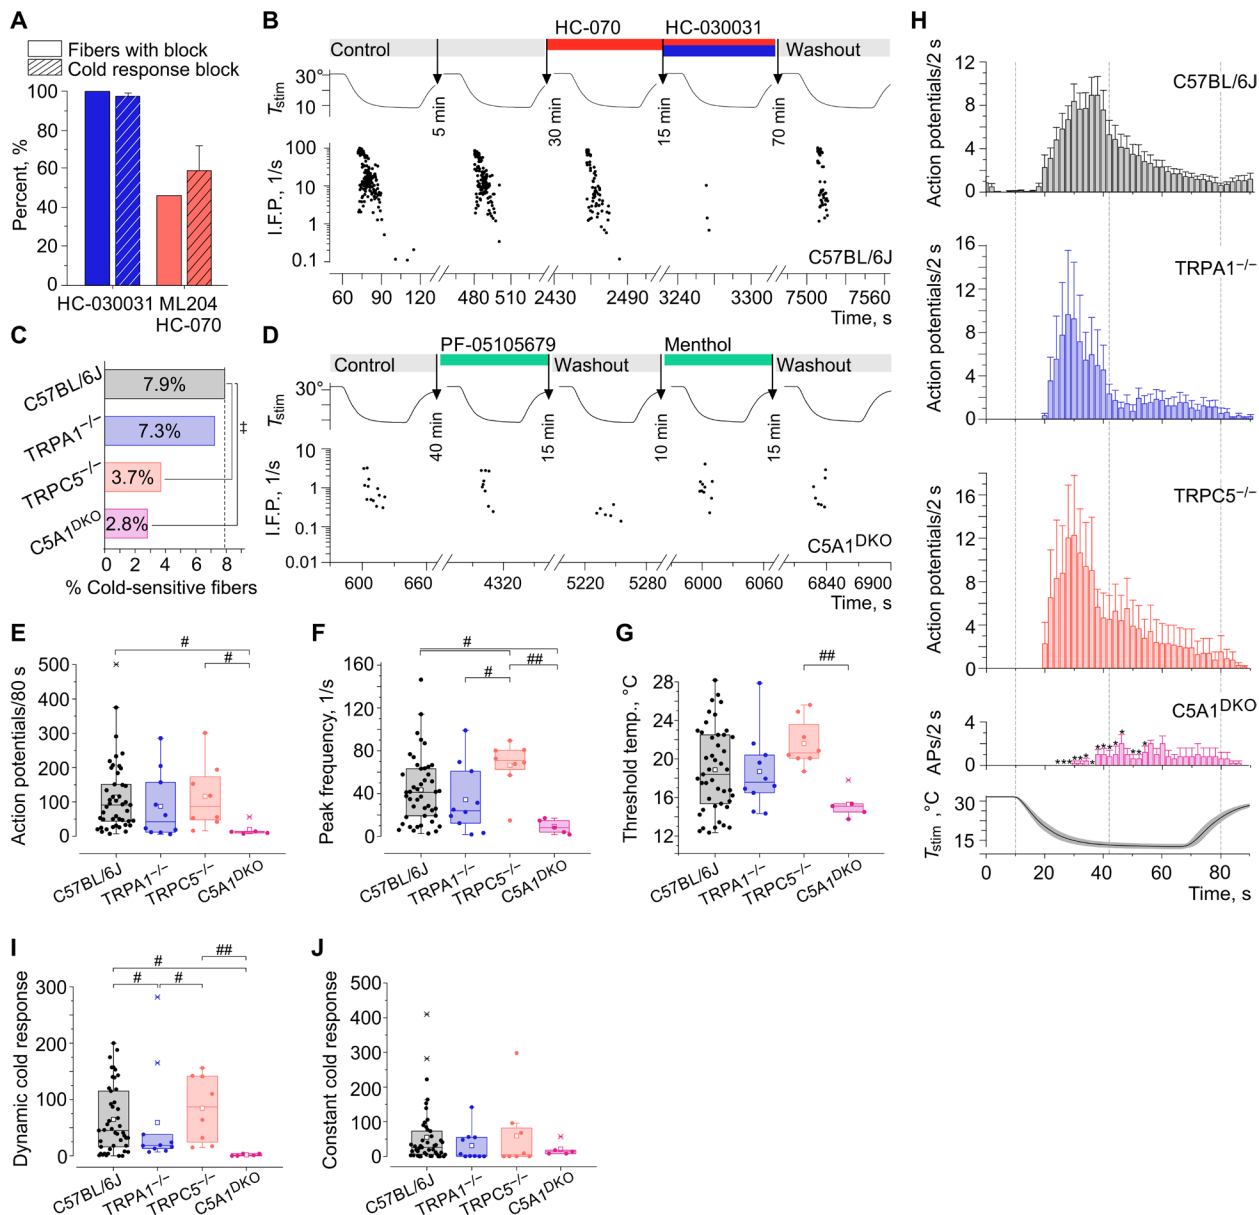 A
Fibers with block
Cold response block
100
80
60
40
20
0
Percent, %
HC-030031 ML204
HC-070
B
HC-070 HC-030031
Control Washout
30°
10
Tstim
5 min
30 min
15 min
70 min
100
10
1
0.1
I.F.P., 1/s
C57BL/6J
60 90 120 480 510 2430 2490 3240 3300 7500 7560
Time, s
C
C57BL/6J 7.9%
TRPA1−/− 7.3%
TRPC5−/− 3.7%
C5A1DKO 2.8%
‡
0 2 4 6 8
% Cold-sensitive fibers
D
PF-05105679 Menthol
Control Washout Washout
30°
Tstim
40 min
15 min
10 min
15 min
10
1
0.1
0.01
I.F.P., 1/s
C5A1DKO
600 660 4320 5220 5280 6000 6060 6840 6900
Time, s
E
# #
500
400
300
200
100
0
Action potentials/80 s
C57BL/6J TRPA1−/− TRPC5−/− C5A1DKO
F
# ## #
160
120
80
40
0
Peak frequency, 1/s
C57BL/6J TRPA1−/− TRPC5−/− C5A1DKO
G
##
28
26
24
22
20
18
16
14
12
10
Threshold temp., °C
C57BL/6J TRPA1−/− TRPC5−/− C5A1DKO
H
C57BL/6J
12
8
4
0
Action potentials/2 s
TRPA1−/−
16
12
8
4
0
Action potentials/2 s
TRPC5−/−
16
12
8
4
0
Action potentials/2 s
C5A1DKO
4
0
APs/2 s
30
15
Tstim, °C
0 20 40 60 80
Time, s
I
##
#
# #
300
200
100
0
Dynamic cold response
C57BL/6J TRPA1−/− TRPC5−/− C5A1DKO
J
500
400
300
200
100
0
Constant cold response
C57BL/6J TRPA1−/− TRPC5−/− C5A1DKO